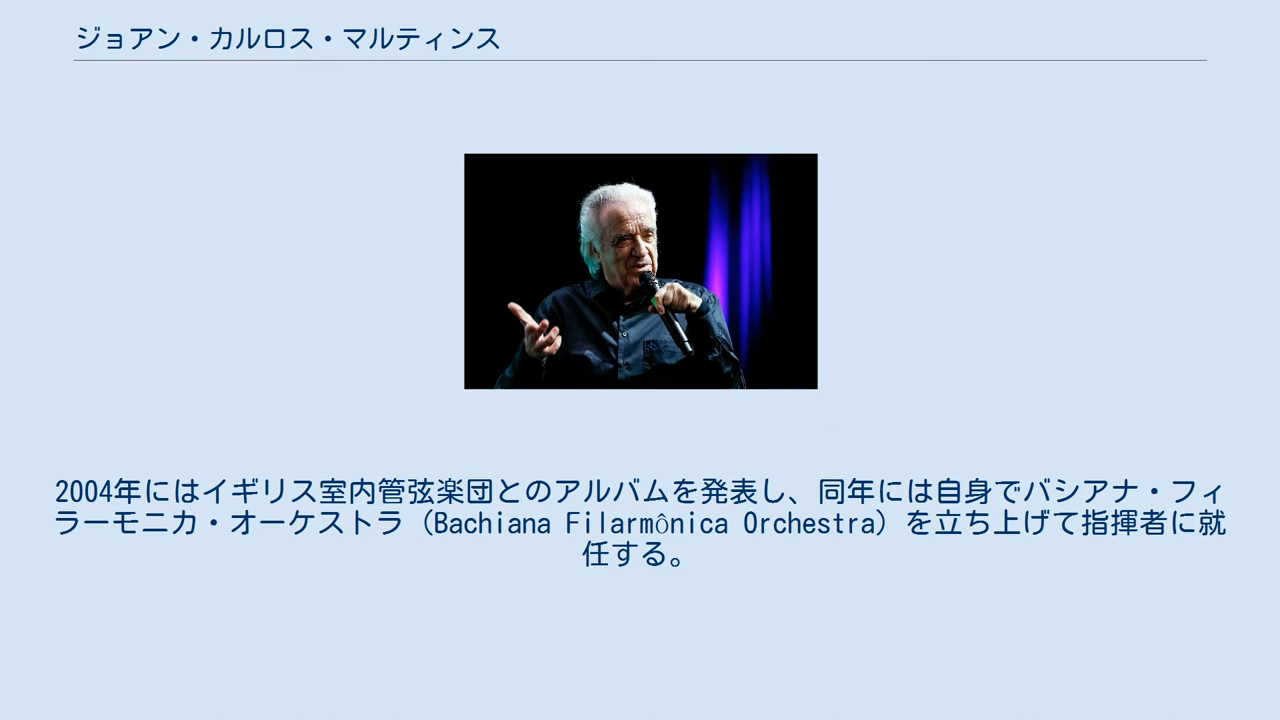 ジョアン・カルロス・マルティンス
2004年にはイギリス室内管弦楽団とのアルバムを発表し、同年には自身でバシアナ・フィ
ラーモニカ・オーケストラ（Bachiana Filarmônica Orchestra）を立ち上げて指揮者に就
任する。